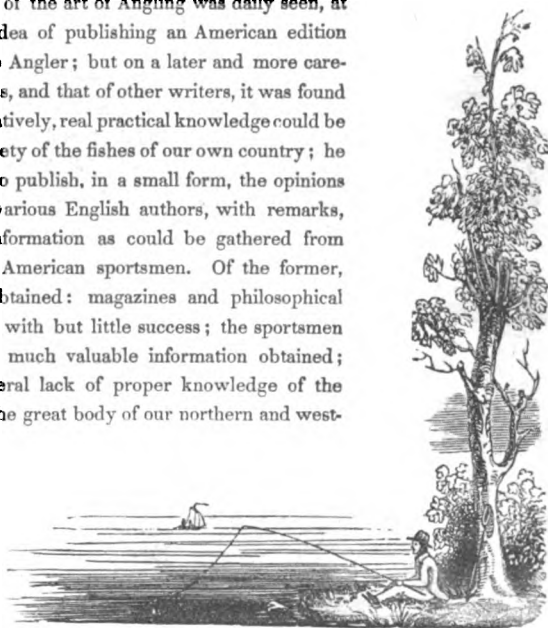 of the art of Angling was daily seen, at
dea of publishing an American edition
Angler; but on a later and more care-
s, and that of other writers, it was found
tively, real practical knowledge could be
ety of the fishes of our own country; he
o publish, in a small form, the opinions
arious English authors, with remarks,
formation as could be gathered from
American sportsmen. Of the former,
btained: magazines and philosophical
with but little success; the sportsmen
much valuable information obtained;
eral lack of proper knowledge of the
e great body of our northern and west-